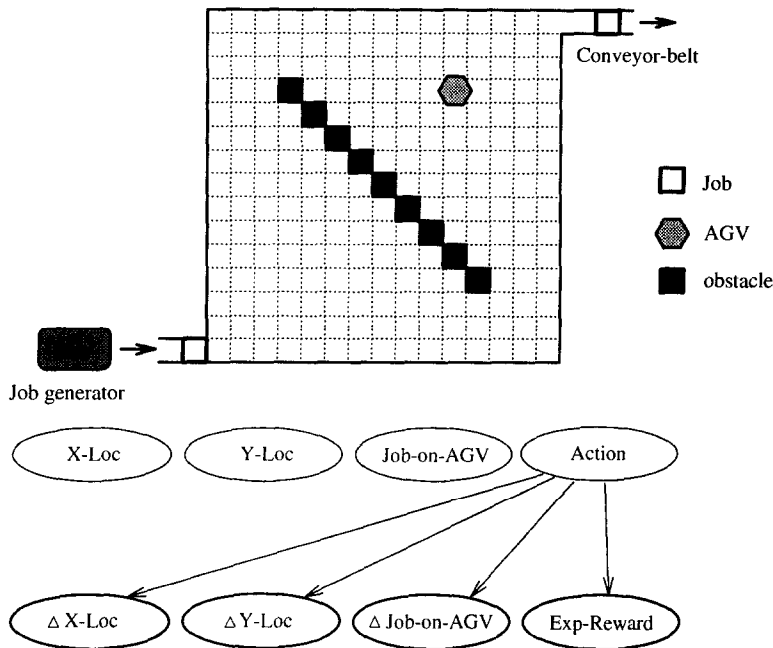 Conveyor-belt
Job
AGV
obstacle
Job generator
X-Loc
Y-Loc
Job-on-AGV
Action
△ X-Loc
△ Y-Loc
△ Job-on-AGV
Exp-Reward